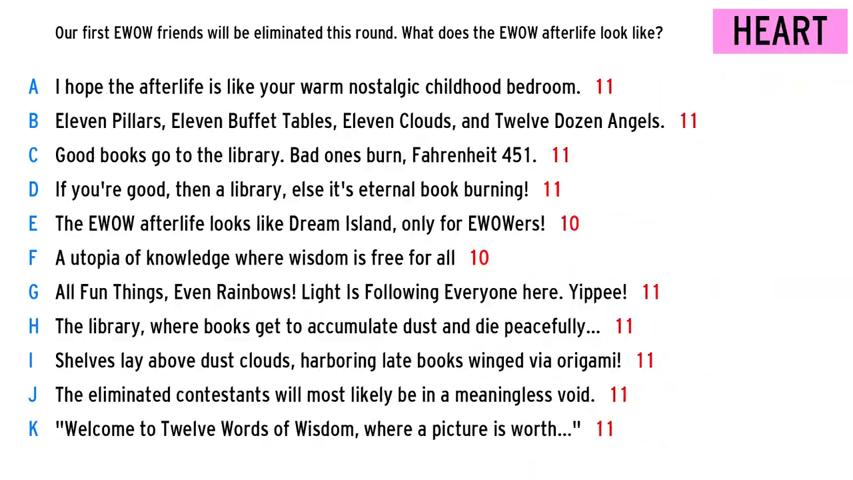 Our first EWOW friends will be eliminated this round. What does the EWOW afterlife look like?
HEART
A I hope the afterlife is like your warm nostalgic childhood bedroom. 11
B Eleven Pillars, Eleven Buffet Tables, Eleven Clouds, and Twelve Dozen Angels. 11
C Good books go to the library. Bad ones burn, Fahrenheit 451. 11
D If you're good, then a library, else it's eternal book burning! 11
E The EWOW afterlife looks like Dream Island, only for EWOWers! 10
F A utopia of knowledge where wisdom is free for all 10
G All Fun Things, Even Rainbows! Light Is Following Everyone here. Yippee! 11
H The library, where books get to accumulate dust and die peacefully... 11
I Shelves lay above dust clouds, harboring late books winged via origami! 11
J The eliminated contestants will most likely be in a meaningless void. 11
K "Welcome to Twelve Words of Wisdom, where a picture is worth..." 11